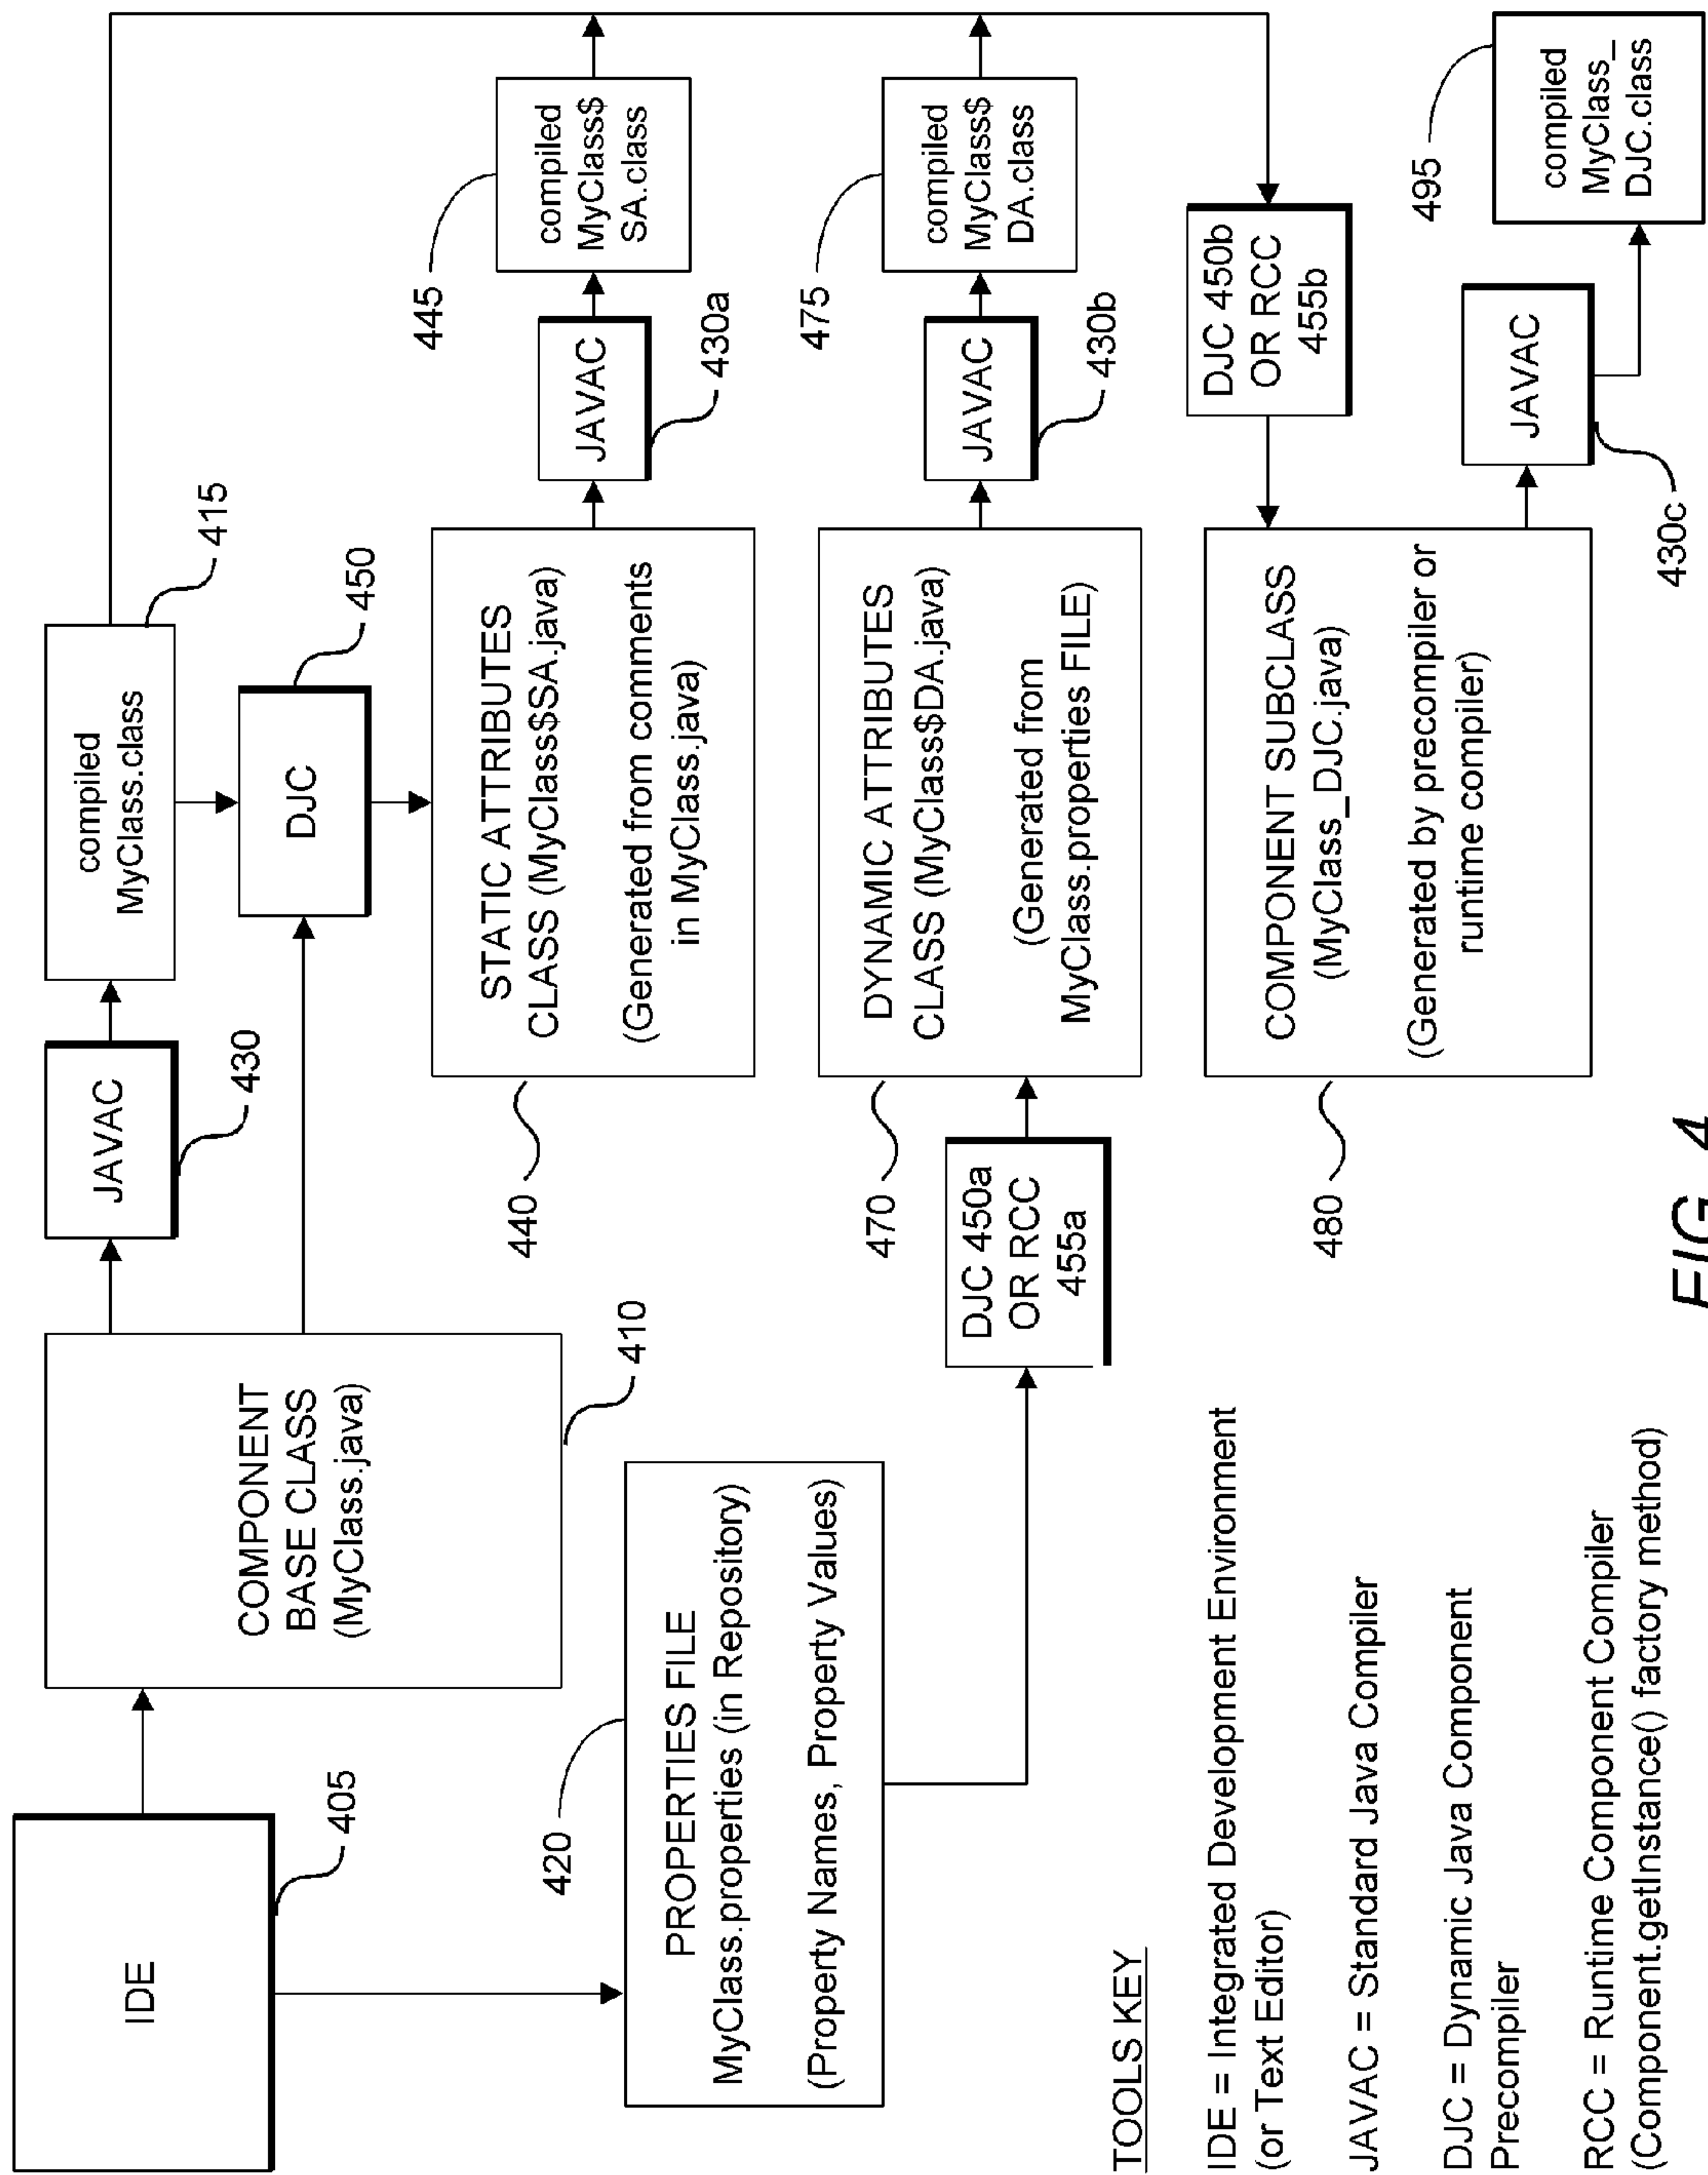 IDE
405
COMPONENT
BASE CLASS
(MyClass.java)
410
JAVAC
430
compiled
MyClass.class
415
DJC
450
PROPERTIES FILE
MyClass.properties (in Repository)
(Property Names, Property Values)
420
STATIC ATTRIBUTES
CLASS (MyClass$SA.java)
(Generated from comments
in MyClass.java)
440
JAVAC
430a
compiled
MyClass$
SA.class
445
DJC 450a
OR RCC
455a
DYNAMIC ATTRIBUTES
CLASS (MyClass$DA.java)
(Generated from
MyClass.properties FILE)
470
JAVAC
430b
compiled
MyClass$
DA.class
475
DJC 450b
OR RCC
455b
COMPONENT SUBCLASS
(MyClass_DJC.java)
(Generated by precompiler or
runtime compiler)
480
JAVAC
430c
compiled
MyClass_
DJC.class
495
TOOLS KEY
IDE = Integrated Development Environment
(or Text Editor)
JAVAC = Standard Java Compiler
DJC = Dynamic Java Component
Precompiler
RCC = Runtime Component Compiler
(Component.getInstance() factory method)
FIG. 4